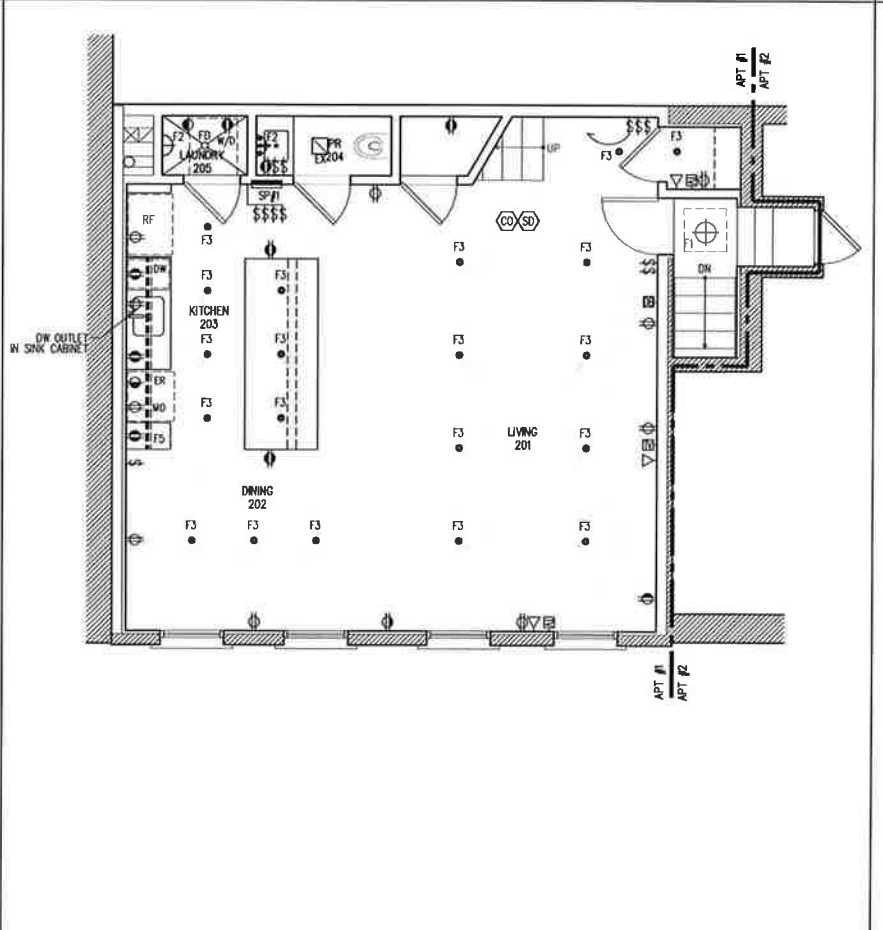 APT #1
APT #2
F2
FD
W/D
LAUNDRY
205
F2
$$$
PR
EX204
UP
$$$
F3
F3
SP#1
$$$$
RF
F3
CO
SD
F1
F3
F3
DN
$$
DW
F3
F3
KITCHEN
203
DW OUTLET
IN SINK CABINET
F3
F3
F3
F3
ER
MO
F3
F3
F5
LIVING
201
F3
F3
$
DINING
202
F3
F3
F3
F3
F3
APT #1
APT #2